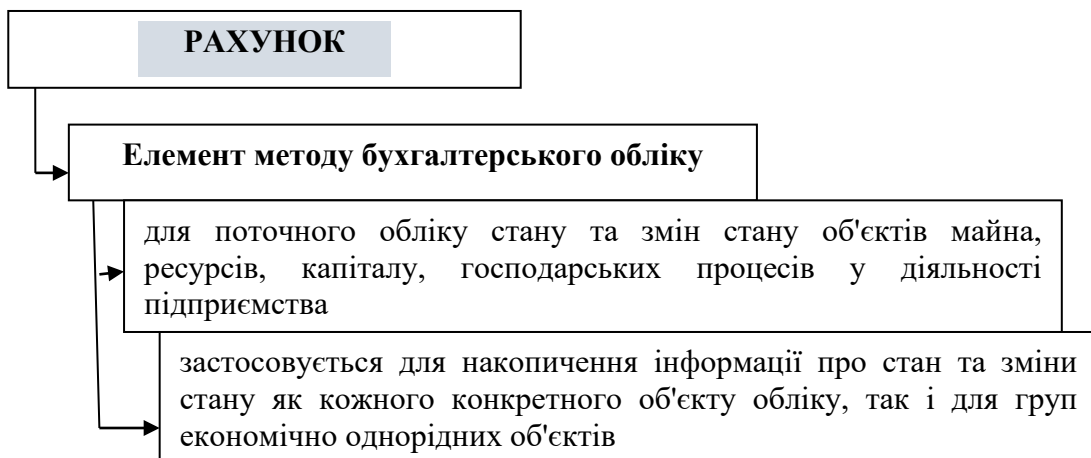 РАХУНОК
Елемент методу бухгалтерського обліку
для поточного обліку стану та змін стану об'єктів майна,
ресурсів, капіталу, господарських процесів у діяльності
підприємства
застосовується для накопичення інформації про стан та зміни
стану як кожного конкретного об'єкту обліку, так і для груп
економічно однорідних об'єктів